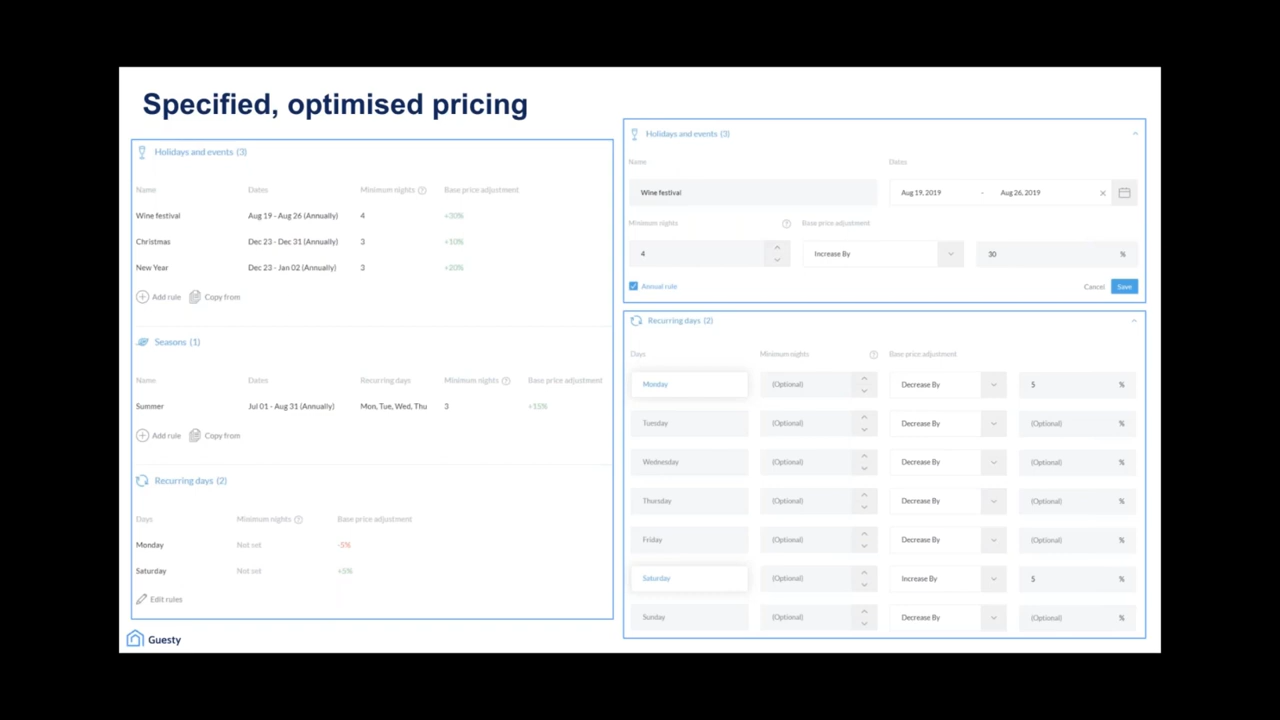 Specified, optimised pricing
Holidays and events (3)
Name Dates Minimum nights ? Base price adjustment
Wine festival Aug 19 - Aug 26 (Annually) 4 +30%
Christmas Dec 23 - Dec 31 (Annually) 3 +10%
New Year Dec 23 - Jan 02 (Annually) 3 +20%
Add rule Copy from
Seasons (1)
Name Dates Recurring days Minimum nights ? Base price adjustment
Summer Jul 01 - Aug 31 (Annually) Mon, Tue, Wed, Thu 3 +15%
Add rule Copy from
Recurring days (2)
Days Minimum nights ? Base price adjustment
Monday Not set -5%
Saturday Not set +5%
Edit rules
Guesty
Holidays and events (3)
Name Dates
Wine festival Aug 19, 2019 - Aug 26, 2019
Minimum nights ? Base price adjustment
4 Increase By 30 %
Annual rule Cancel Save
Recurring days (2)
Days Minimum nights ? Base price adjustment
Monday (Optional) Decrease By 5 %
Tuesday (Optional) Decrease By (Optional) %
Wednesday (Optional) Decrease By (Optional) %
Thursday (Optional) Decrease By (Optional) %
Friday (Optional) Decrease By (Optional) %
Saturday (Optional) Increase By 5 %
Sunday (Optional) Decrease By (Optional) %